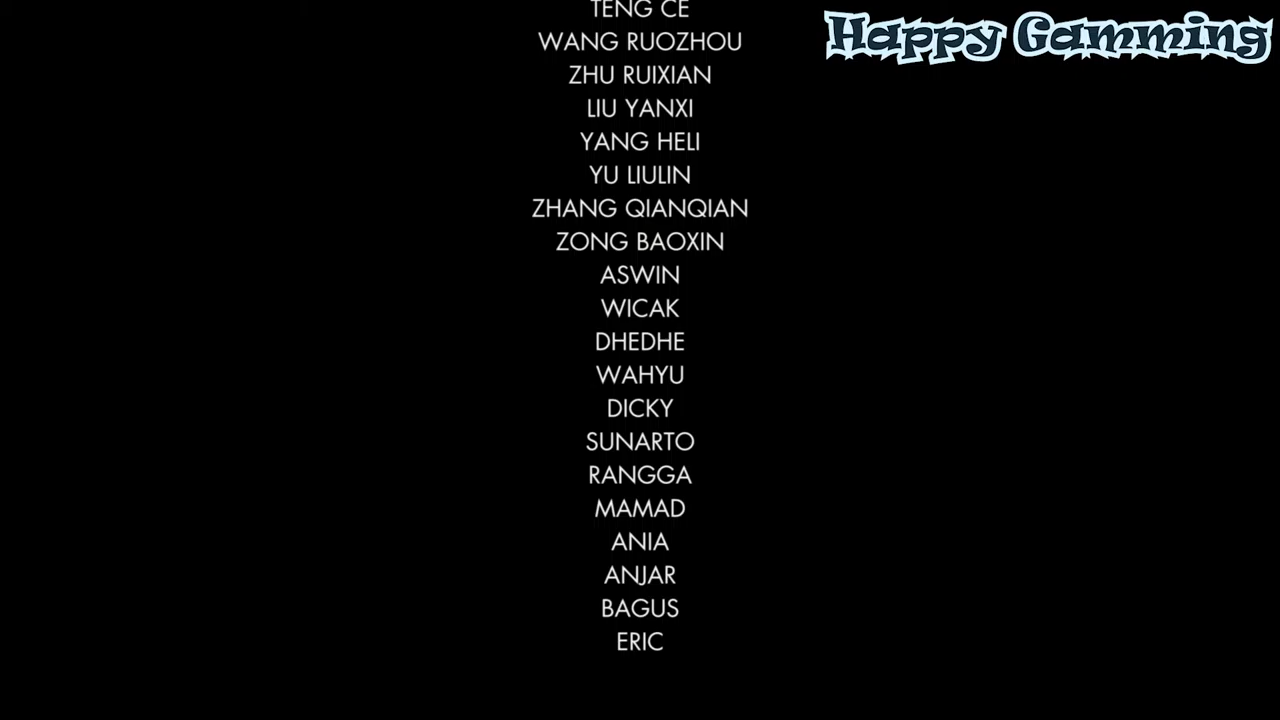 Happy Gamming
TENG CE
WANG RUOZHOU
ZHU RUIXIAN
LIU YANXI
YANG HELI
YU LIULIN
ZHANG QIANQIAN
ZONG BAOXIN
ASWIN
WICAK
DHEDHE
WAHYU
DICKY
SUNARTO
RANGGA
MAMAD
ANIA
ANJAR
BAGUS
ERIC